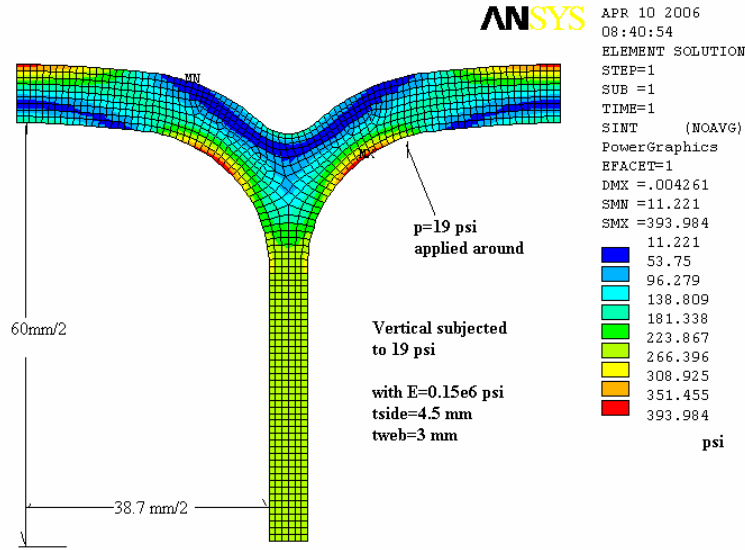 ANSYS
APR 10 2006
08:40:54
ELEMENT SOLUTION
STEP=1
SUB =1
TIME=1
SINT (NOAVG)
PowerGraphics
EFACET=1
DMX =.004261
SMN =11.221
SMX =393.984
11.221
53.75
96.279
138.809
181.338
223.867
266.396
308.925
351.455
393.984
psi
MN
MX
p=19 psi
applied around
60mm/2
Vertical subjected
to 19 psi
with E=0.15e6 psi
tside=4.5 mm
tweb=3 mm
38.7 mm/2